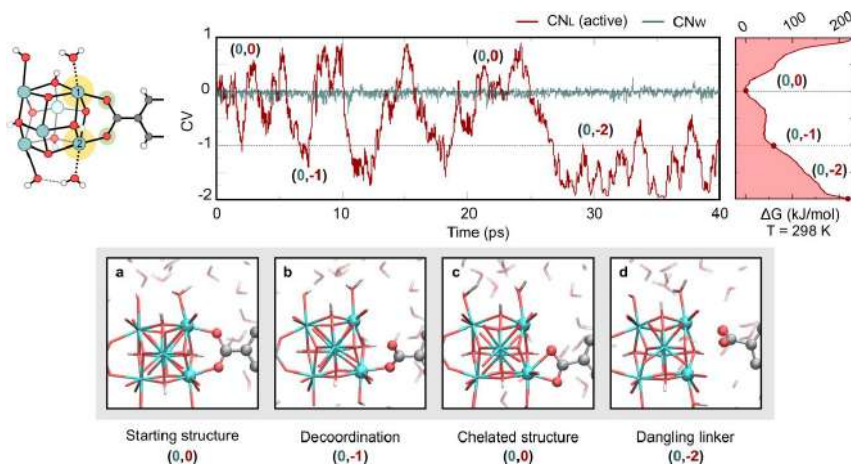 CNL (active) CNW
0 100 200
1
0
-1
-2
CV
(0,0)
(0,-1)
(0,0)
(0,-2)
0 10 20 30 40
Time (ps)
(0,0)
(0,-1)
(0,-2)
ΔG (kJ/mol)
T = 298 K
1
2
a b c d
Starting structure Decoordination Chelated structure Dangling linker
(0,0) (0,-1) (0,0) (0,-2)